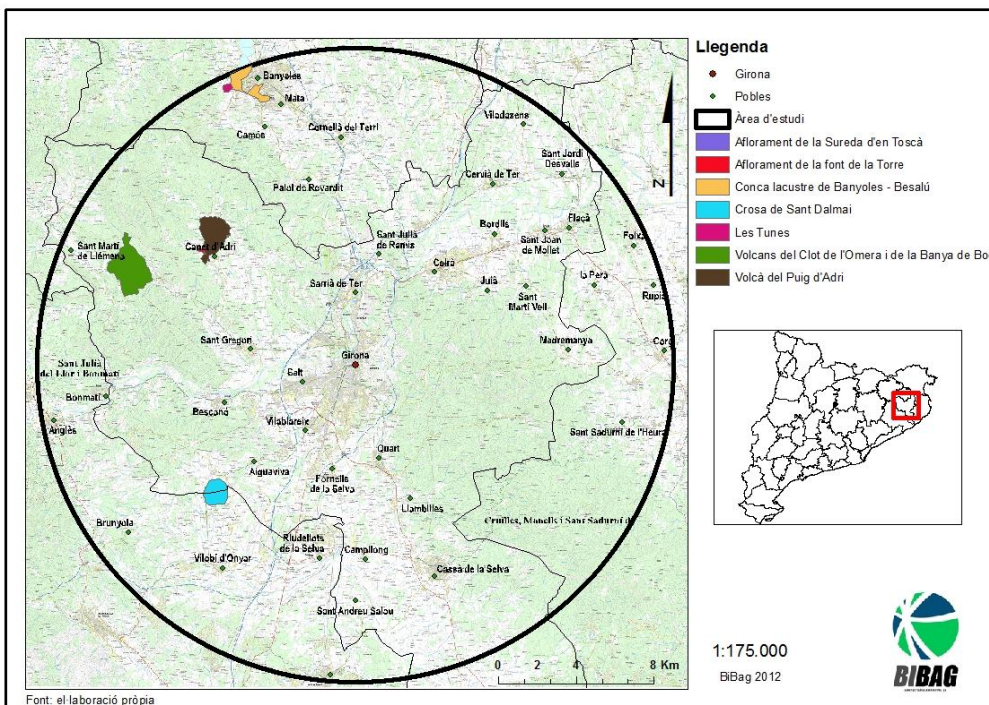 Llegenda
Girona
Pobles
Àrea d'estudi
Aflorament de la Sureda d'en Toscà
Aflorament de la font de la Torre
Conca lacustre de Banyoles - Besalú
Crosa de Sant Dalmai
Les Tunes
Volcans del Clot de l'Omera i de la Banya de Bo
Volcà del Puig d'Adri
Banyoles
Mata
Camós
Cornellà del Terri
Viladasens
Sant Jordi
Desvalls
Palol de Revardit
Cervià de Ter
Sant Martí
de Llémena
Canet d'Adri
Sant Julià
de Ramis
Bordils
Flaçà
Sant Joan
de Mollet
Foixà
Celrà
Sarrià de Ter
Juià
Sant
Martí Vell
la Pera
Rupià
Sant Gregori
Girona
Madremanya
Corçà
Sant Julià
del Llor i Bonmatí
Bonmatí
Salt
Bescanó
Anglès
Vilablareix
Sant Sadurní de l'Heura
Aiguaviva
Quart
Fornells
de la Selva
Llambilles
Brunyola
Cruïlles, Monells i Sant Sadurní d
Riudellots
de la Selva
Campllong
Vilobí d'Onyar
Cassà de la Selva
Sant Andreu Salou
N
0 2 4 8 Km
1:175.000
BiBag 2012
BIBAG
Font: el·laboració pròpia